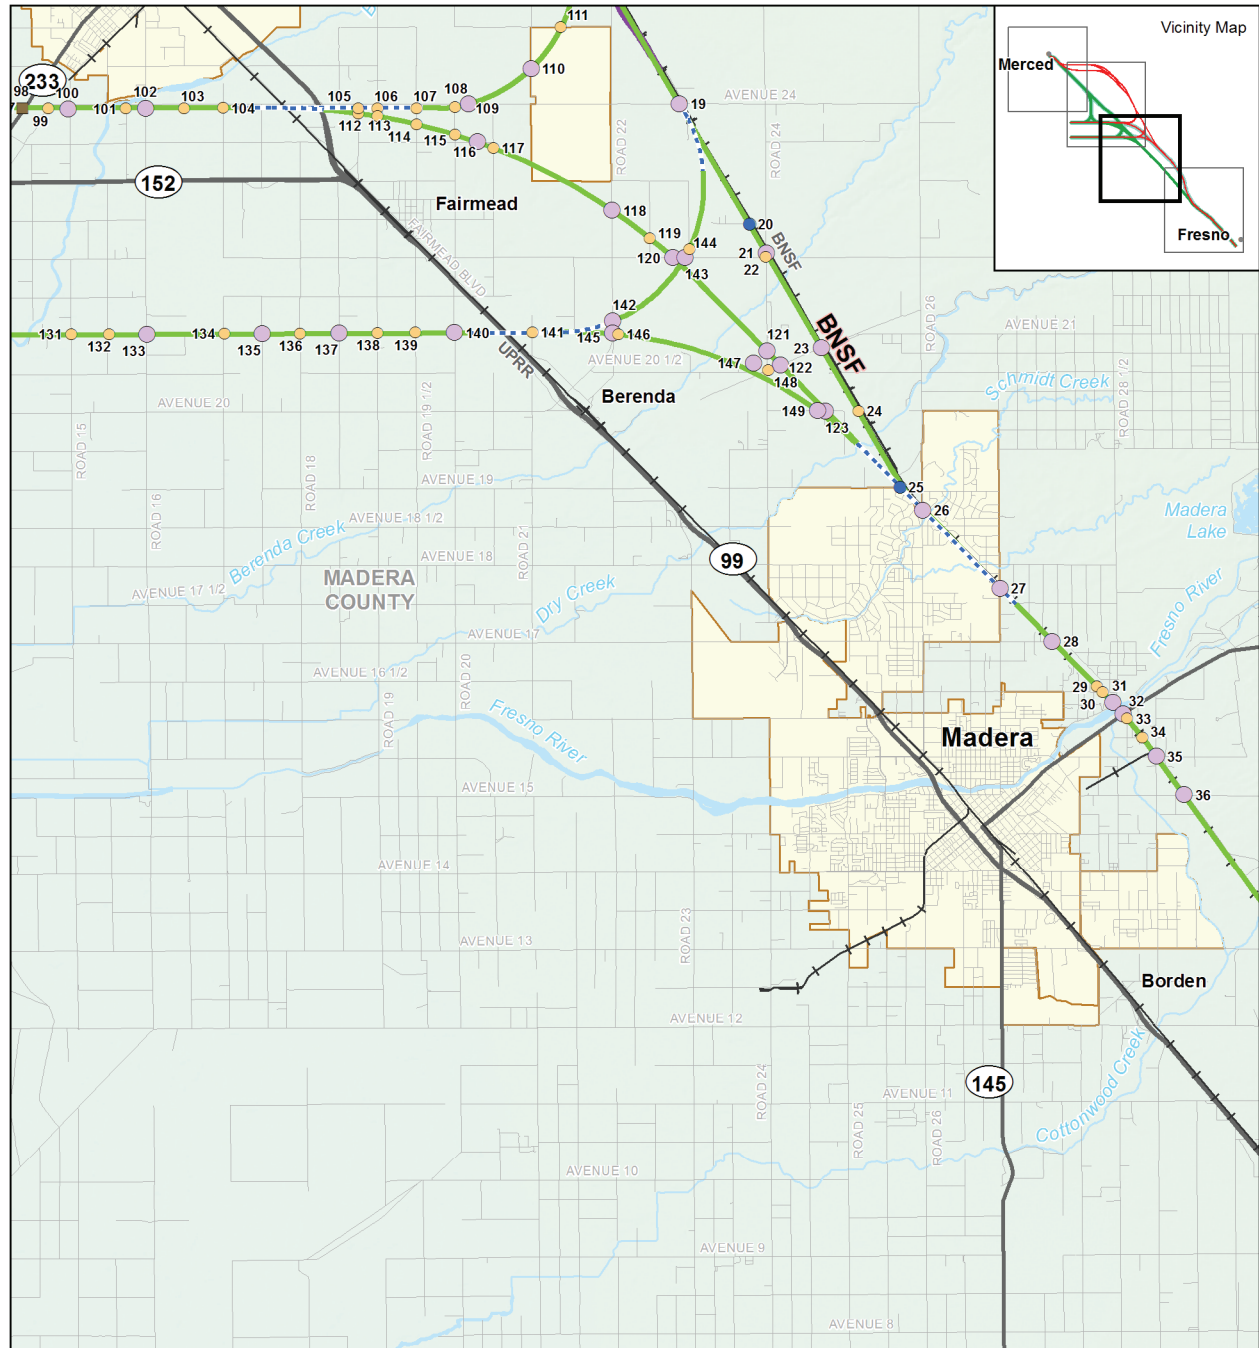 111
Vicinity Map
Merced
Fresno
233
98
99
100
101
102
103
104
105
106
107
108
109
110
112
113
114
115
116
117
19
AVENUE 24
ROAD 22
ROAD 24
152
Fairmead
FAIRMEAD BLVD
118
119
120
144
143
20
21
22
BNSF
BNSF
142
131
132
133
134
135
136
137
138
139
140
141
145
146
UPRR
AVENUE 20 1/2
ROAD 26
AVENUE 21
121
147
122
148
23
149
123
24
Schmidt Creek
ROAD 28 1/2
AVENUE 20
ROAD 19 1/2
Berenda
ROAD 15
ROAD 18
ROAD 16
AVENUE 19
AVENUE 18 1/2
Berenda Creek
AVENUE 18
ROAD 21
AVENUE 17 1/2
MADERA
COUNTY
Dry Creek
25
26
Madera
Lake
99
27
28
Fresno River
AVENUE 17
AVENUE 16 1/2
ROAD 20
ROAD 19
29
30
31
32
33
34
35
36
Fresno River
Madera
AVENUE 15
AVENUE 14
AVENUE 13
ROAD 23
Borden
AVENUE 12
ROAD 24
145
AVENUE 11
ROAD 25
ROAD 26
Cottonwood Creek
AVENUE 10
AVENUE 9
AVENUE 8